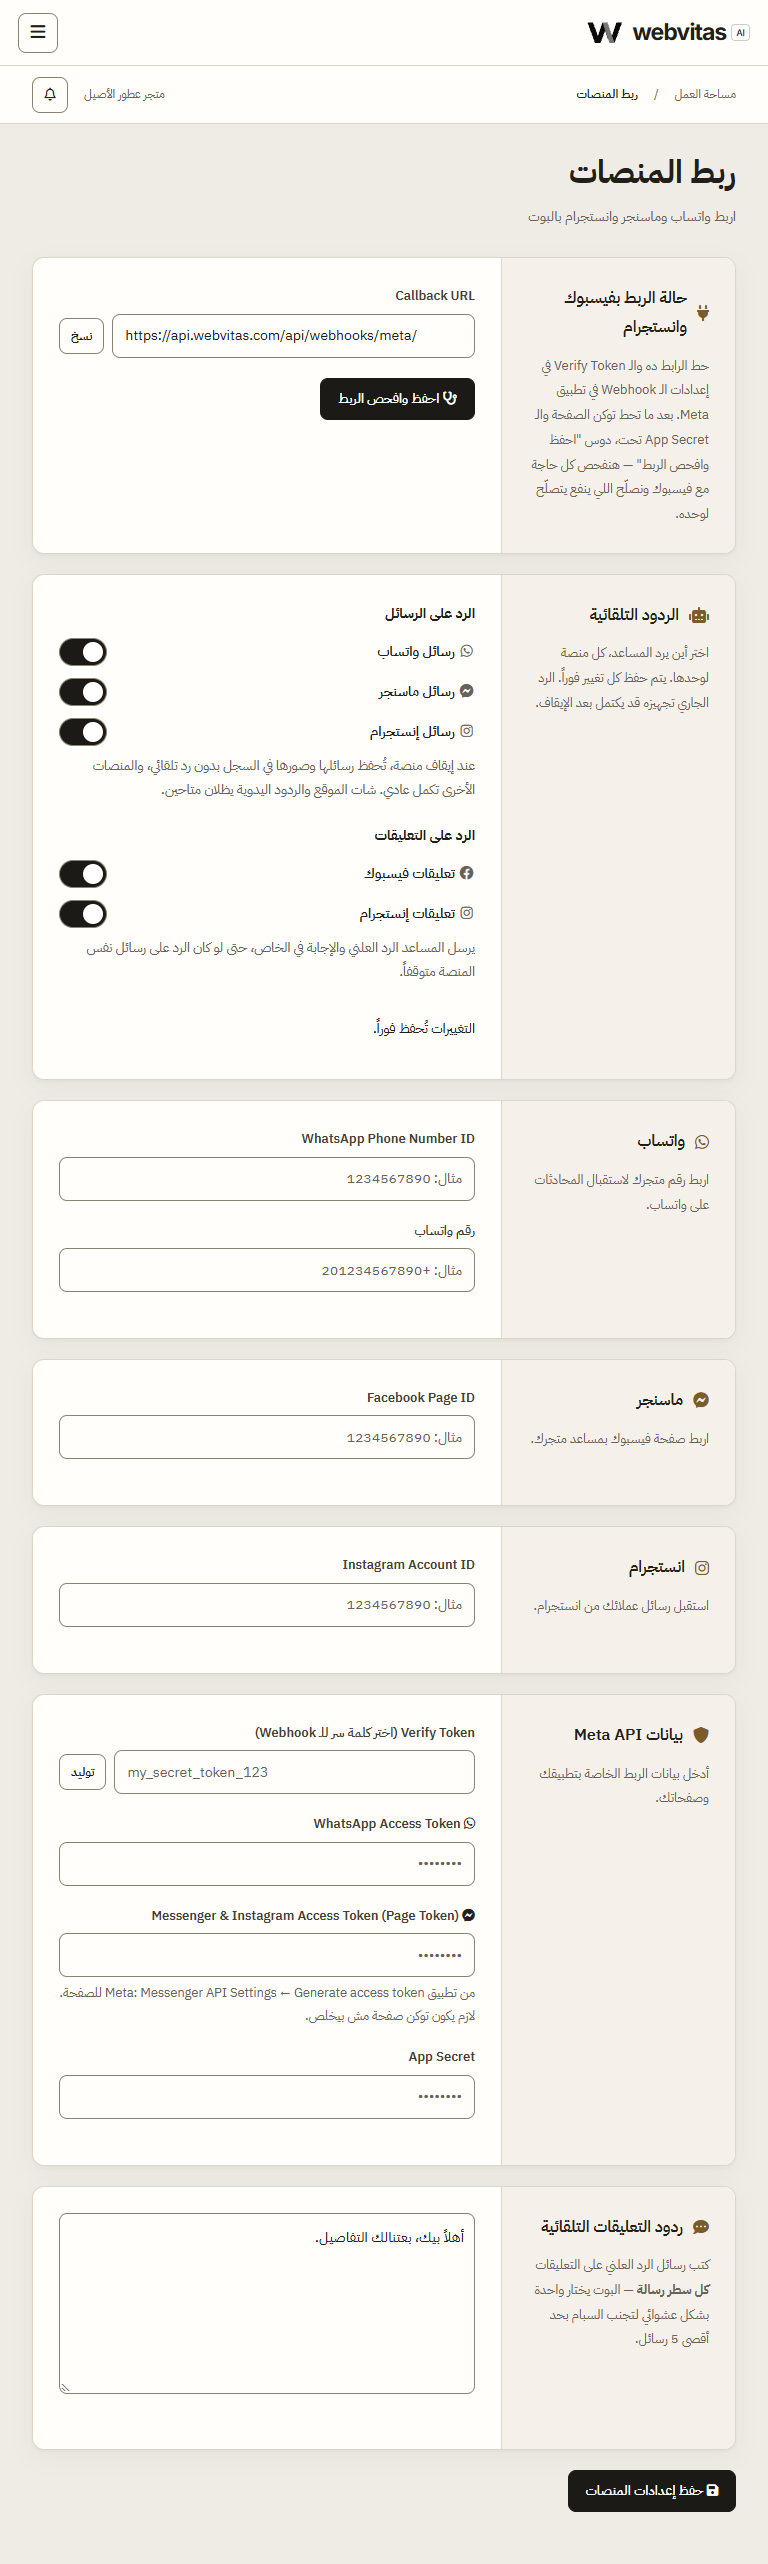 webvitas AI
مساحة العمل / ربط المنصات
متجر عطور الأصيل
ربط المنصات
اربط واتساب وماسنجر وانستجرام بالبوت
حالة الربط بفيسبوك
وانستجرام
حط الرابط ده والـ Verify Token في
إعدادات الـ Webhook في تطبيق
Meta. بعد ما تحط توكن الصفحة والـ
App Secret تحت، دوس "احفظ
وافحص الربط" — هنفحص كل حاجة
مع فيسبوك ونصلّح اللي ينفع يتصلّح
لوحده.
Callback URL
https://api.webvitas.com/api/webhooks/meta/
نسخ
احفظ وافحص الربط
الردود التلقائية
اختر أين يرد المساعد، كل منصة
لوحدها. يتم حفظ كل تغيير فوراً. الرد
الجاري تجهيزه قد يكتمل بعد الإيقاف.
الرد على الرسائل
رسائل واتساب
رسائل ماسنجر
رسائل إنستجرام
عند إيقاف منصة، تُحفظ رسائلها وصورها في السجل بدون رد تلقائي، والمنصات
الأخرى تكمل عادي. شات الموقع والردود اليدوية يظلان متاحين.
الرد على التعليقات
تعليقات فيسبوك
تعليقات إنستجرام
يرسل المساعد الرد العلني والإجابة في الخاص، حتى لو كان الرد على رسائل نفس
المنصة متوقفاً.
التغييرات تُحفظ فوراً.
واتساب
اربط رقم متجرك لاستقبال المحادثات
على واتساب.
WhatsApp Phone Number ID
مثال: 1234567890
رقم واتساب
مثال: +201234567890
ماسنجر
اربط صفحة فيسبوك بمساعد متجرك.
Facebook Page ID
مثال: 1234567890
انستجرام
استقبل رسائل عملائك من انستجرام.
Instagram Account ID
مثال: 1234567890
بيانات Meta API
أدخل بيانات الربط الخاصة بتطبيقك
وصفحاتك.
Verify Token (اختر كلمة سر للـ Webhook)
my_secret_token_123
توليد
WhatsApp Access Token
••••••••
Messenger & Instagram Access Token (Page Token)
••••••••
من تطبيق Meta: Messenger API Settings ← Generate access token للصفحة.
لازم يكون توكن صفحة مش بيخلص.
App Secret
••••••••
ردود التعليقات التلقائية
كتب رسائل الرد العلني على التعليقات
كل سطر رسالة — البوت يختار واحدة
بشكل عشوائي لتجنب السبام بحد
أقصى 5 رسائل.
أهلاً بيك، بعتنالك التفاصيل.
حفظ إعدادات المنصات